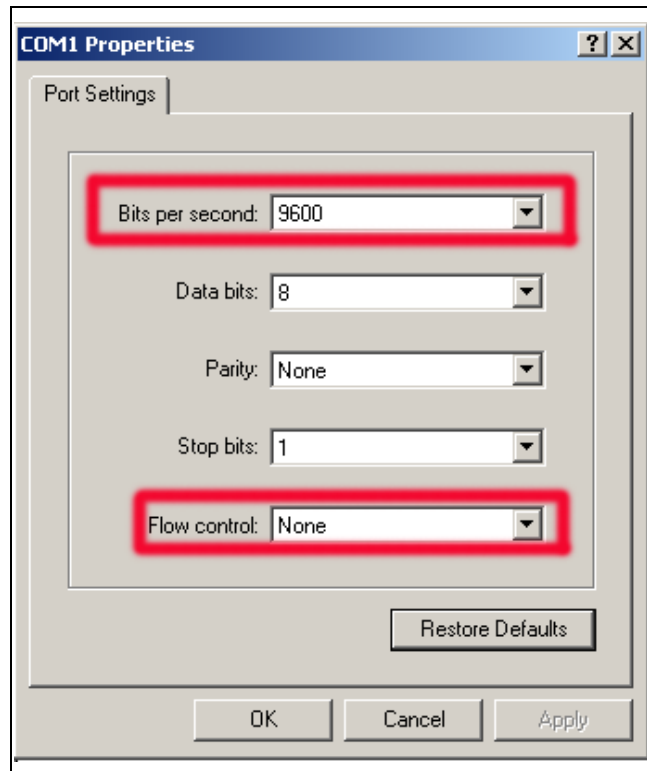 COM1 Properties
Port Settings
Bits per second: 9600
Data bits: 8
Parity: None
Stop bits: 1
Flow control: None
Restore Defaults
OK Cancel Apply